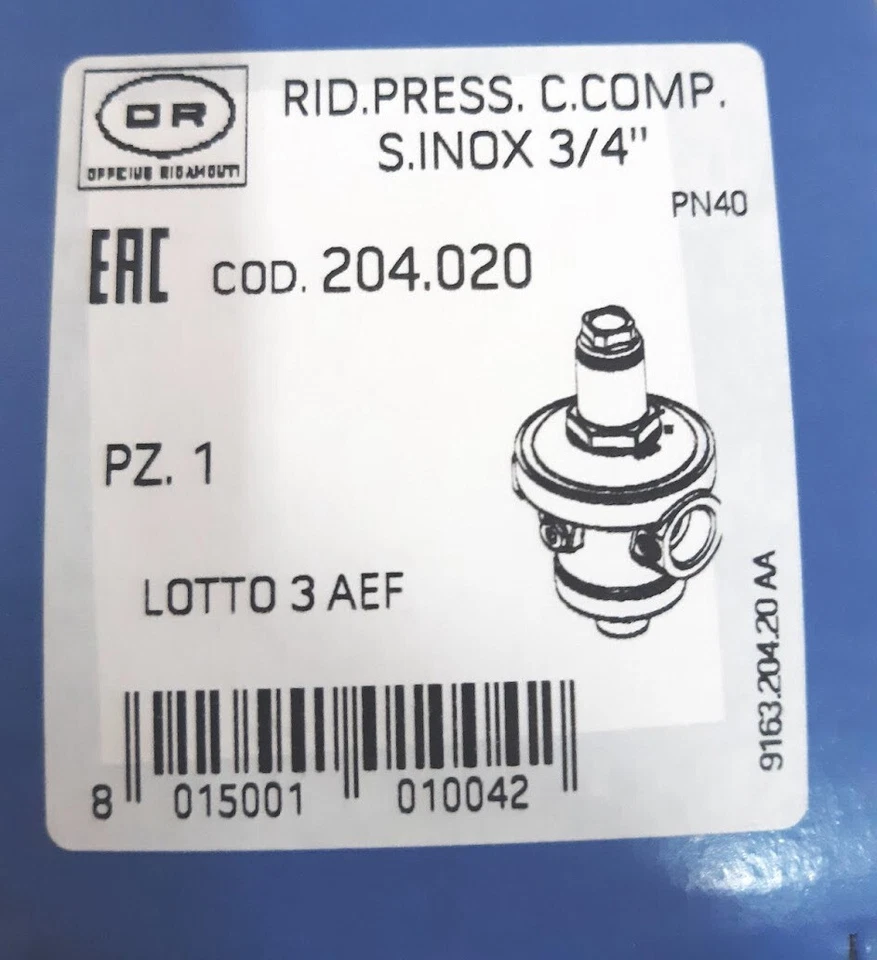 OR
OFFICINE RIGAMONTI
RID.PRESS. C.COMP.
S.INOX 3/4"
PN40
EAC
COD. 204.020
PZ. 1
LOTTO 3 AEF
9163.204.20 AA
8 015001 010042